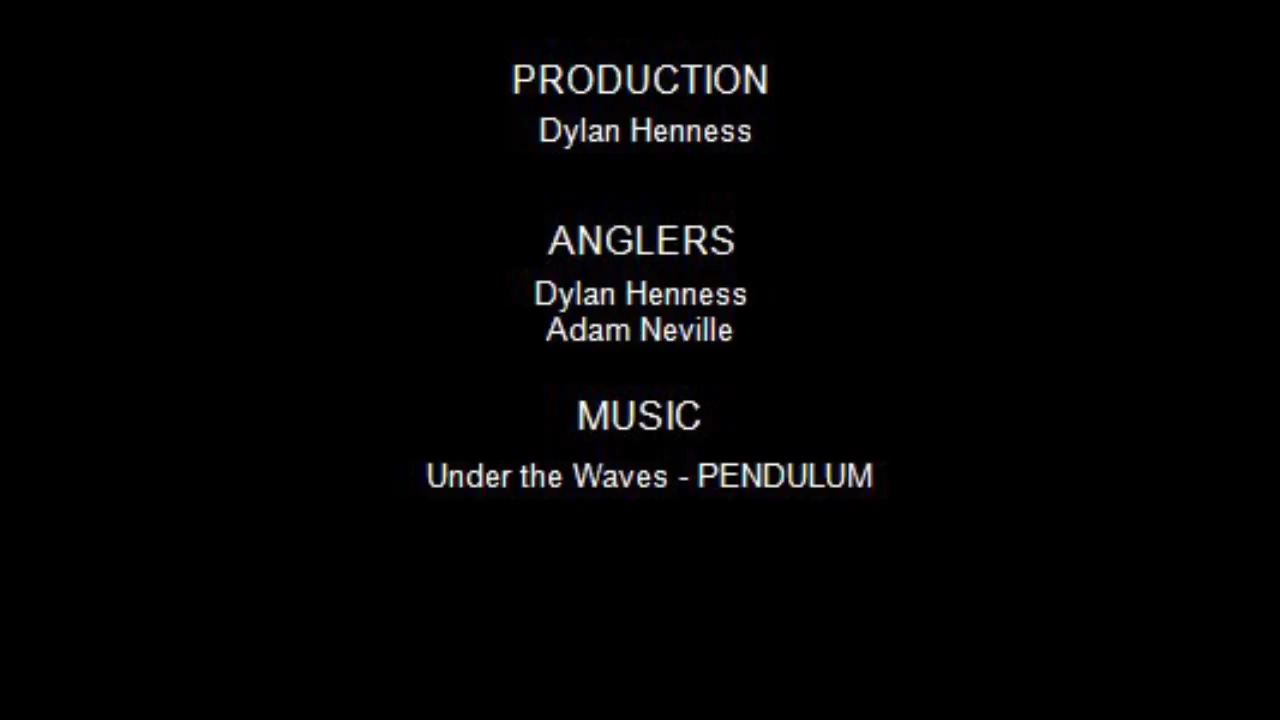 PRODUCTION
Dylan Henness
ANGLERS
Dylan Henness
Adam Neville
MUSIC
Under the Waves - PENDULUM